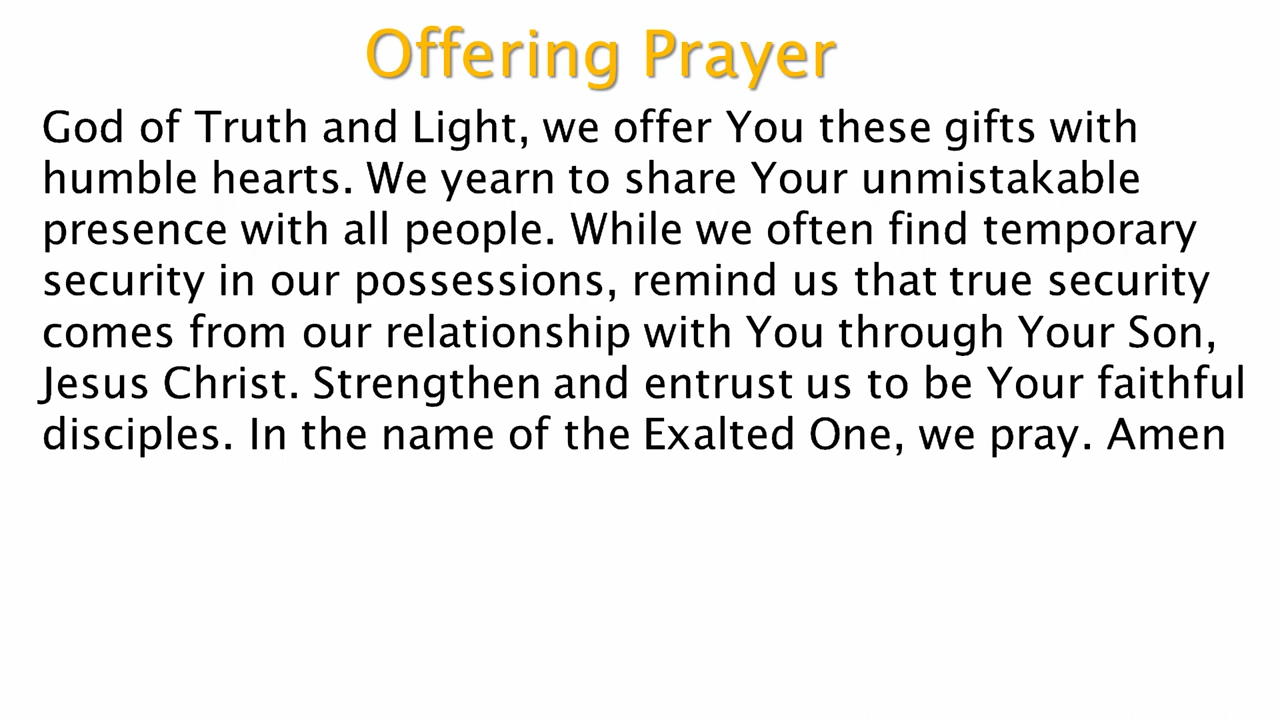 Offering Prayer
God of Truth and Light, we offer You these gifts with
humble hearts. We yearn to share Your unmistakable
presence with all people. While we often find temporary
security in our possessions, remind us that true security
comes from our relationship with You through Your Son,
Jesus Christ. Strengthen and entrust us to be Your faithful
disciples. In the name of the Exalted One, we pray. Amen